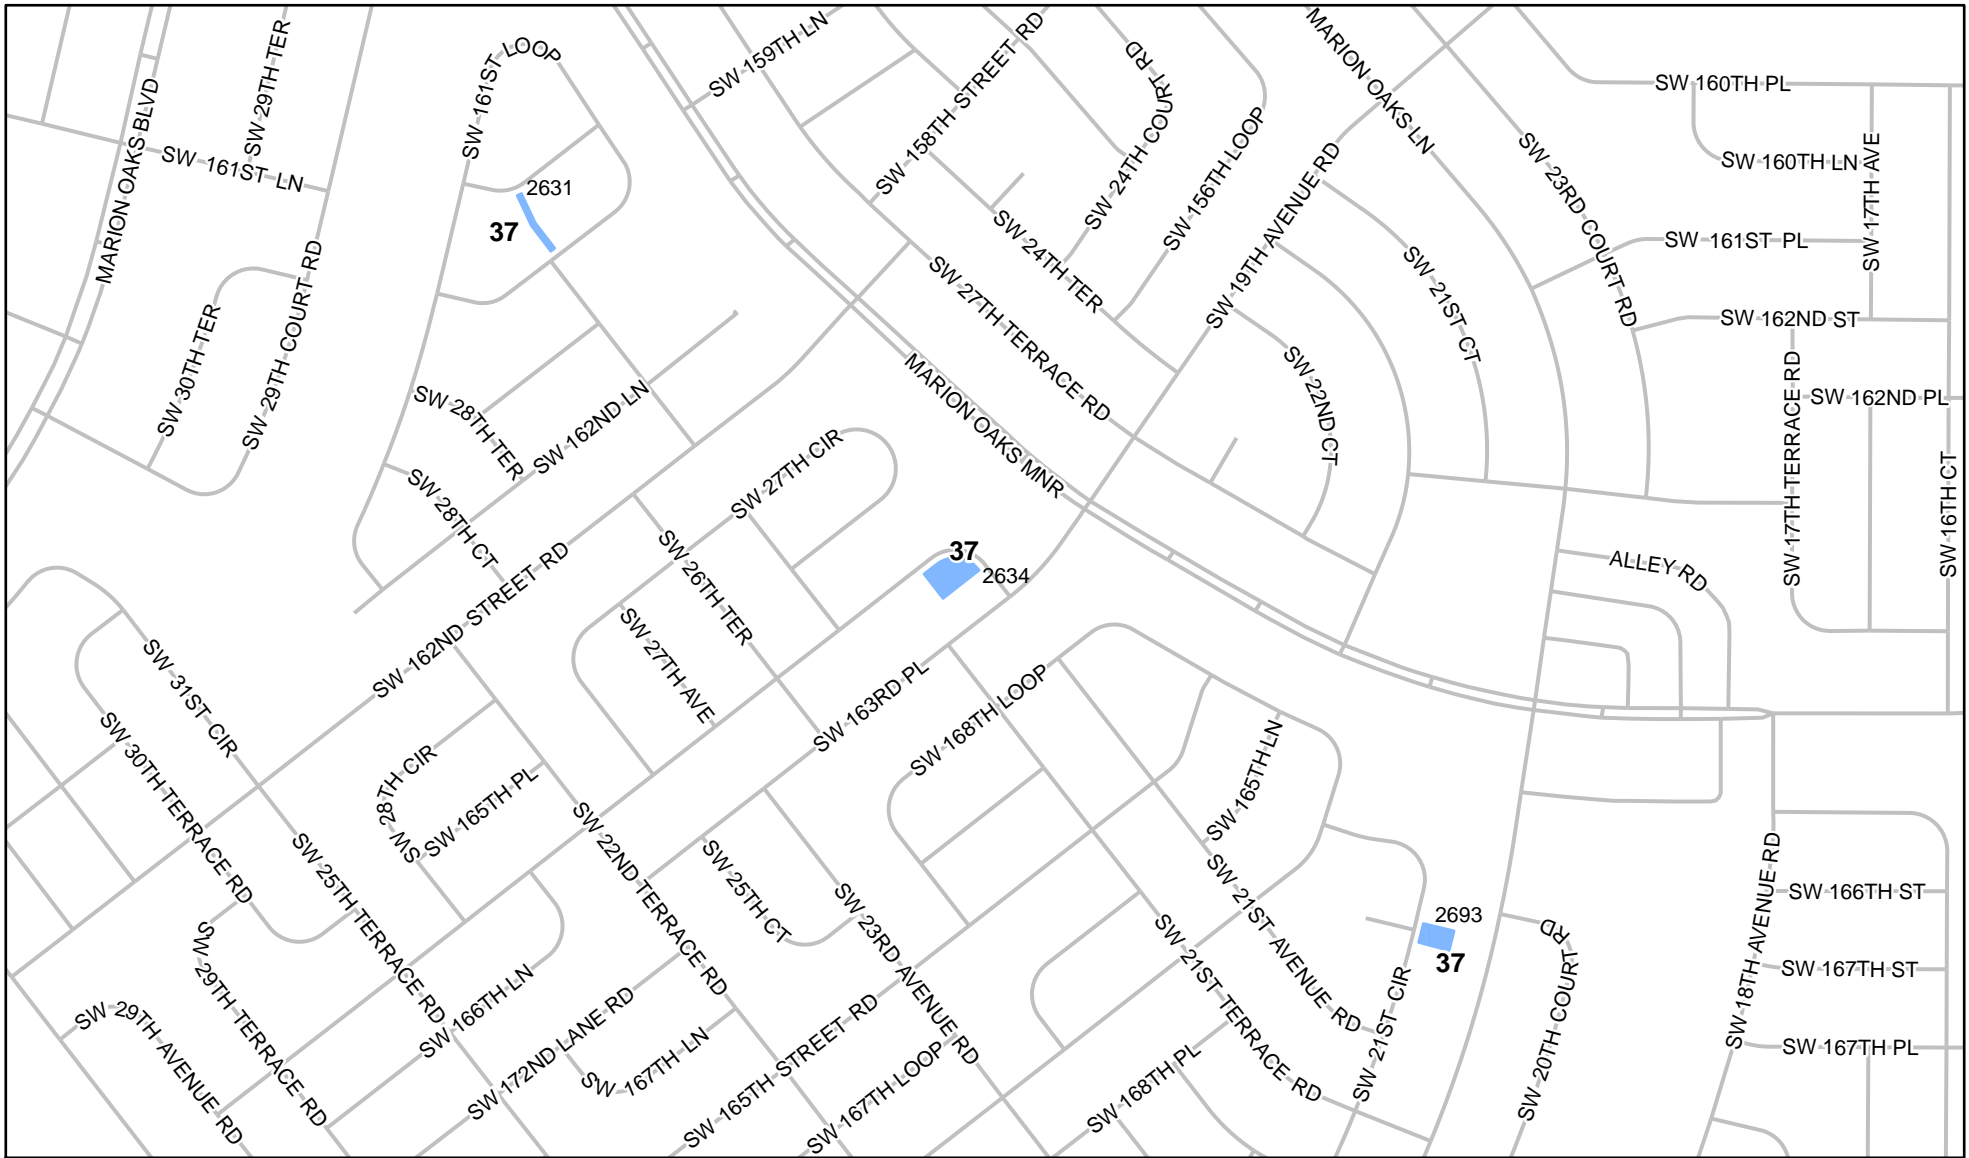 MARION OAKS BLVD
SW 29TH TER
SW 161ST LN
SW 161ST LOOP
2631
37
SW 159TH LN
SW 158TH STREET RD
SW 24TH COURT RD
SW 156TH LOOP
SW 24TH TER
SW 27TH TERRACE RD
SW 19TH AVENUE RD
MARION OAKS LN
SW 23RD COURT RD
SW 160TH PL
SW 160TH LN
SW 17TH AVE
SW 161ST PL
SW 162ND ST
SW 162ND PL
SW 17TH TERRACE RD
SW 16TH CT
SW 21ST CT
SW 22ND CT
SW 30TH TER
SW 29TH COURT RD
SW 28TH TER
SW 162ND LN
SW 28TH CT
SW 162ND STREET RD
SW 27TH CIR
SW 26TH TER
SW 27TH AVE
MARION OAKS MNR
37
2634
ALLEY RD
SW 163RD PL
SW 168TH LOOP
SW 31ST CIR
SW 30TH TERRACE RD
SW 28TH CIR
SW 165TH PL
SW 25TH TERRACE RD
SW 22ND TERRACE RD
SW 25TH CT
SW 23RD AVENUE RD
SW 165TH LN
SW 21ST AVENUE RD
SW 21ST TERRACE RD
2693
37
SW 21ST CIR
SW 20TH COURT RD
SW 18TH AVENUE RD
SW 166TH ST
SW 167TH ST
SW 167TH PL
SW 29TH TERRACE RD
SW 29TH AVENUE RD
SW 166TH LN
SW 172ND LANE RD
SW 167TH LN
SW 165TH STREET RD
SW 167TH LOOP
SW 168TH PL